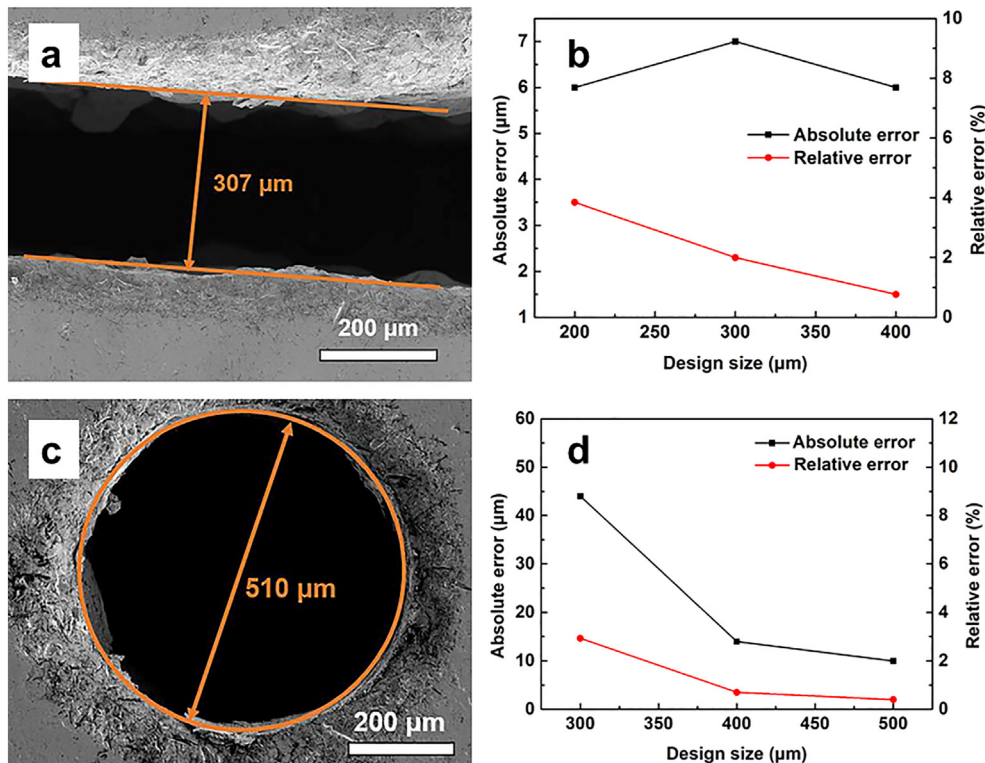 a
307 µm
200 µm
b
7
6
5
4
3
2
1
Absolute error (µm)
10
8
6
4
2
0
Relative error (%)
Absolute error
Relative error
200 250 300 350 400
Design size (µm)
c
510 µm
200 µm
d
60
50
40
30
20
10
0
Absolute error (µm)
12
10
8
6
4
2
0
Relative error (%)
Absolute error
Relative error
300 350 400 450 500
Design size (µm)